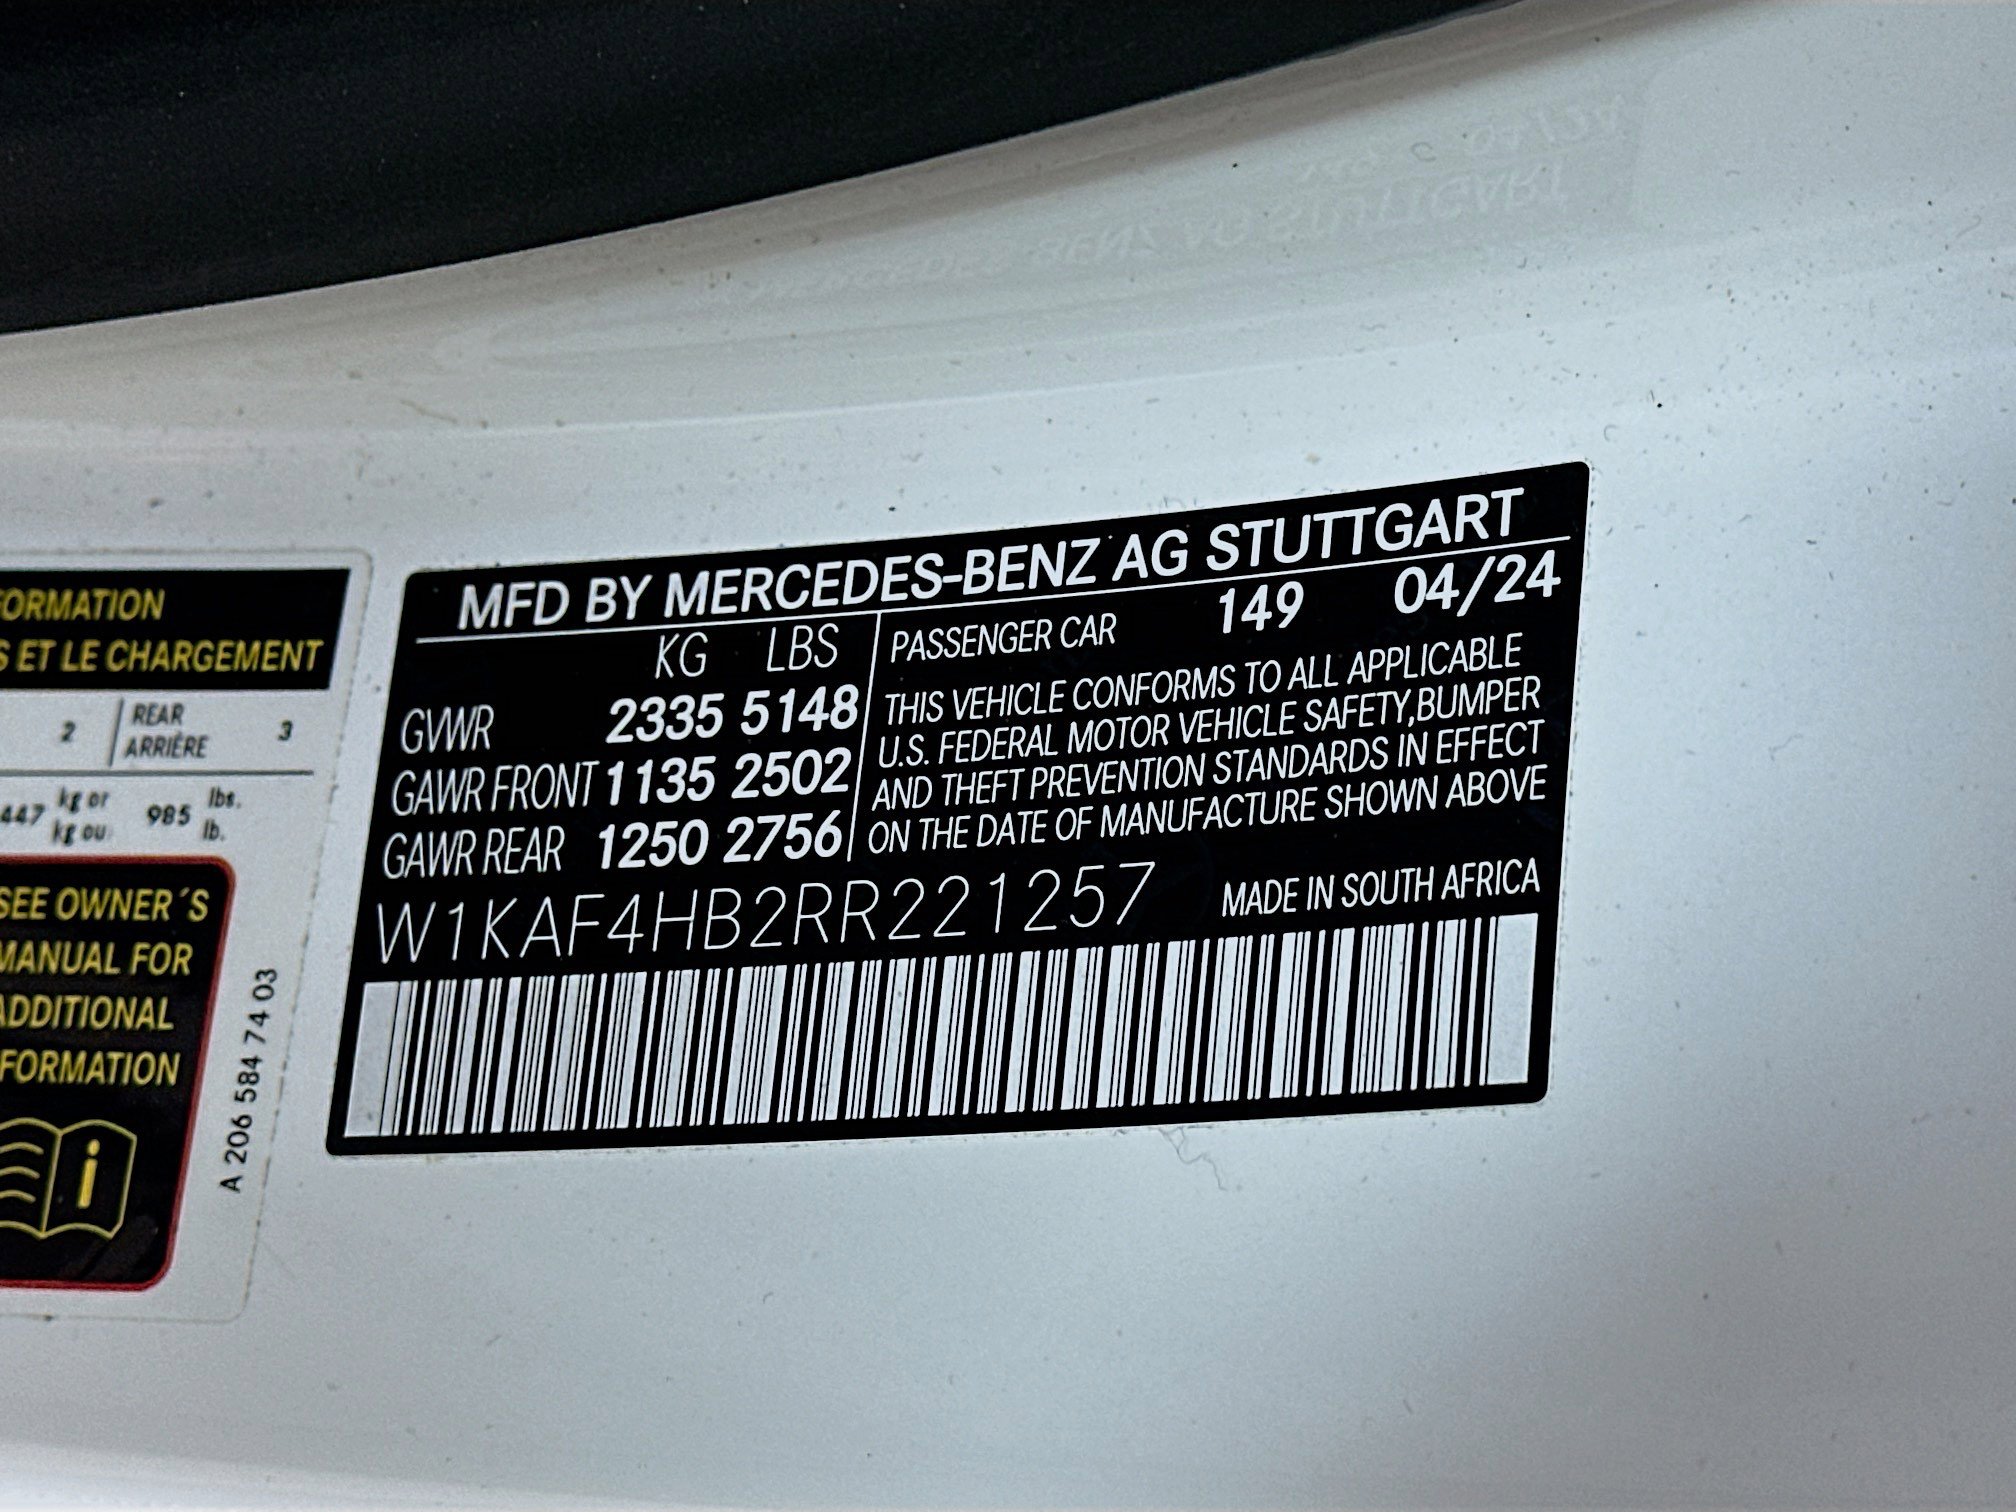 FORMATION
S ET LE CHARGEMENT
2 REAR 3
ARRIÈRE
447 kg or 985 lbs.
kg ou lb.
SEE OWNER´S
MANUAL FOR
ADDITIONAL
FORMATION
i
A 206 584 74 03
MFD BY MERCEDES-BENZ AG STUTTGART
KG LBS
GVWR 2335 5148
GAWR FRONT 1135 2502
GAWR REAR 1250 2756
PASSENGER CAR 149 04/24
THIS VEHICLE CONFORMS TO ALL APPLICABLE
U.S. FEDERAL MOTOR VEHICLE SAFETY,BUMPER
AND THEFT PREVENTION STANDARDS IN EFFECT
ON THE DATE OF MANUFACTURE SHOWN ABOVE
W1KAF4HB2RR221257
MADE IN SOUTH AFRICA